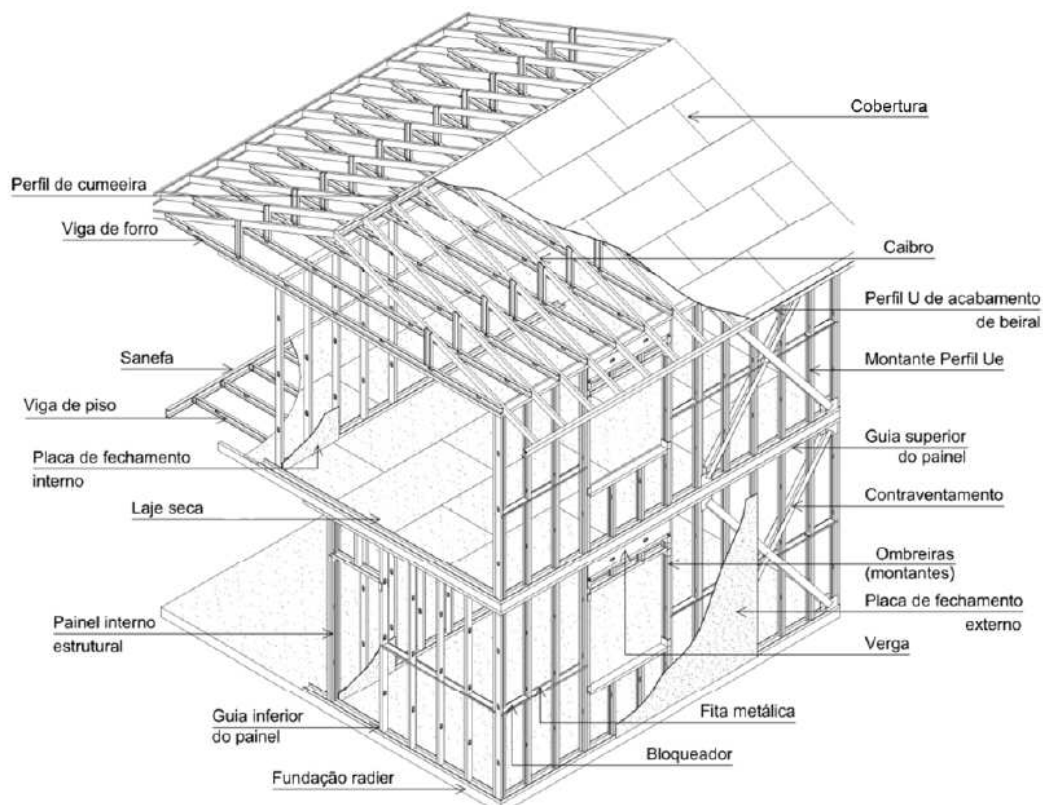 Cobertura
Perfil de cumeeira
Viga de forro
Caibro
Perfil U de acabamento
de beiral
Sanefa
Montante Perfil Ue
Viga de piso
Guia superior
do painel
Placa de fechamento
interno
Contraventamento
Laje seca
Ombreiras
(montantes)
Placa de fechamento
externo
Painel interno
estrutural
Verga
Fita metálica
Guia inferior
do painel
Bloqueador
Fundação radier